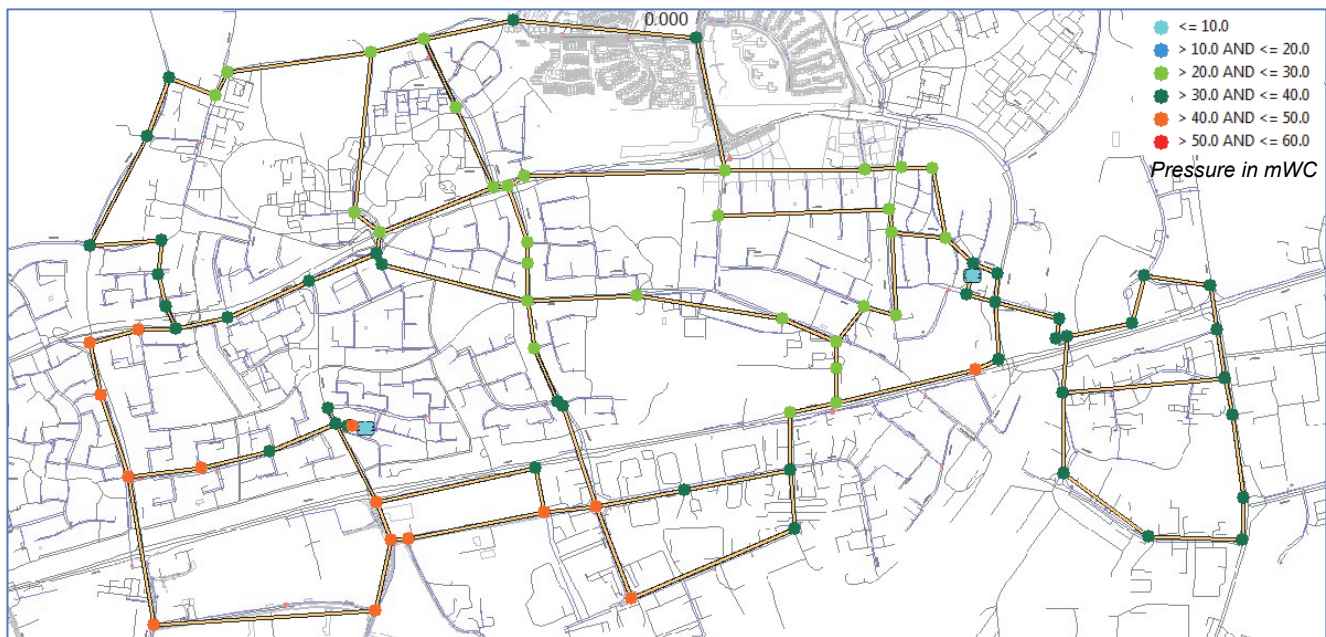 0.000
<= 10.0
> 10.0 AND <= 20.0
> 20.0 AND <= 30.0
> 30.0 AND <= 40.0
> 40.0 AND <= 50.0
> 50.0 AND <= 60.0
Pressure in mWC